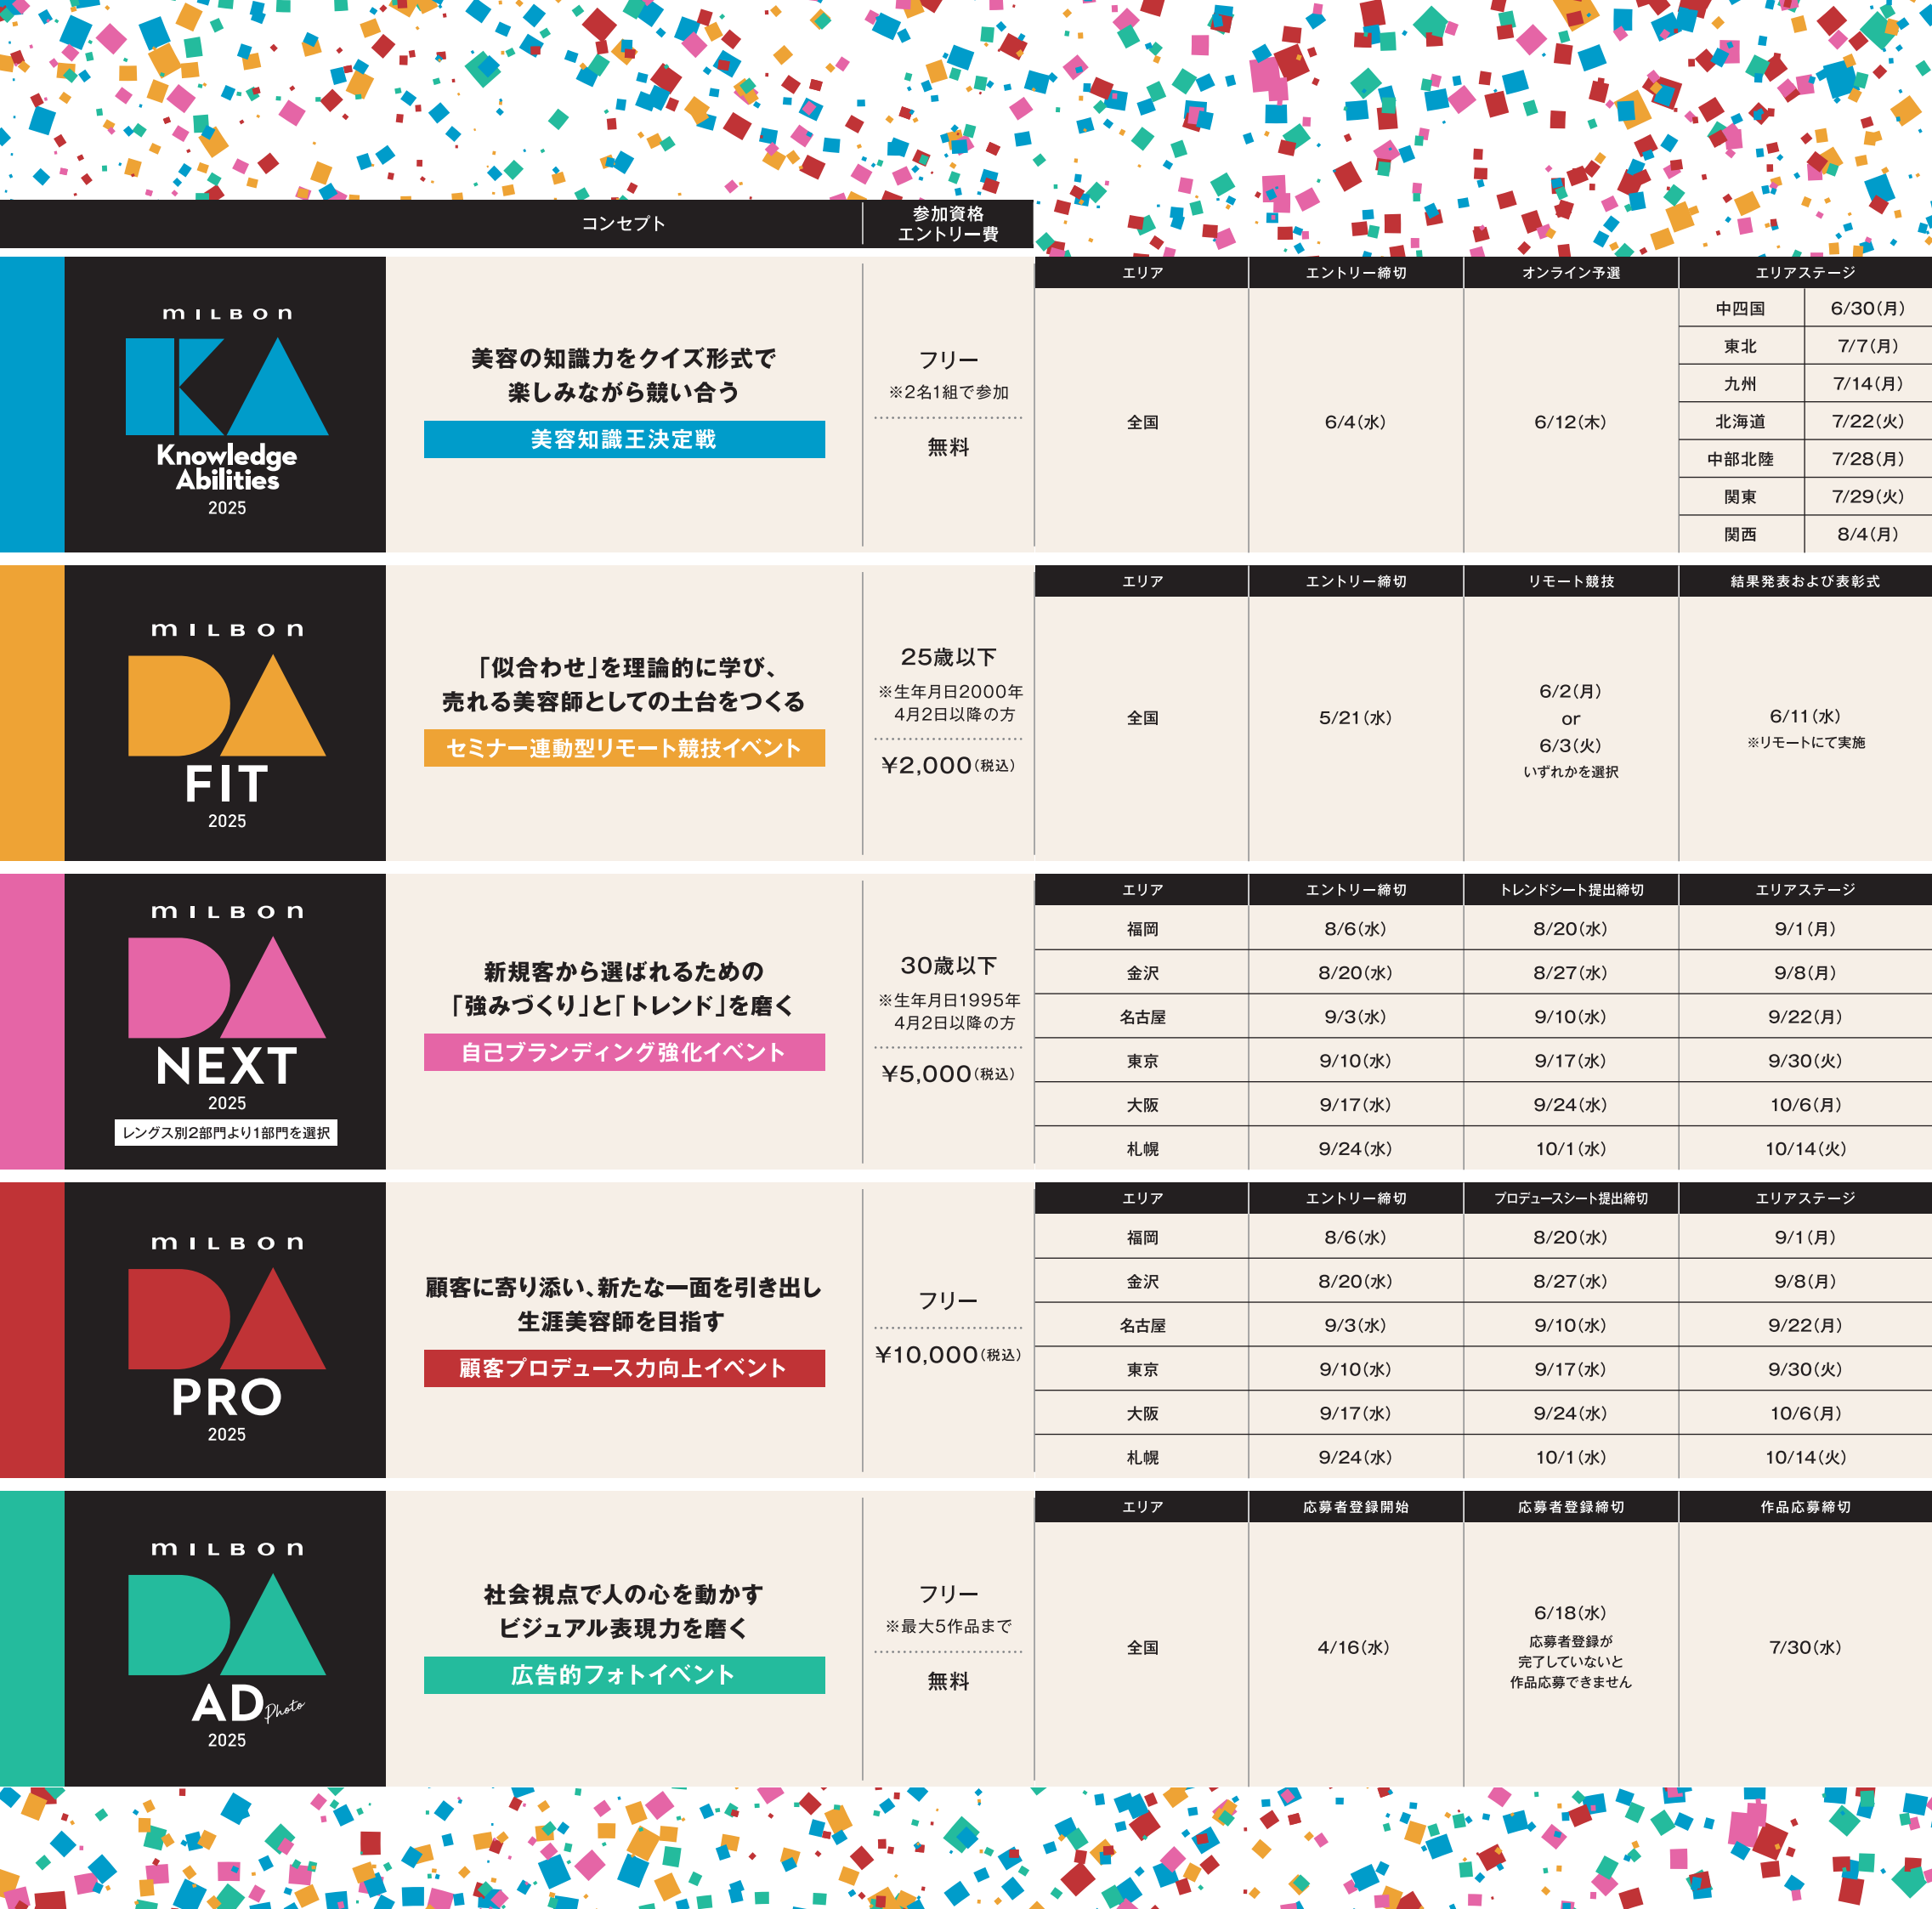 コンセプト
参加資格
エントリー費
MILBON
KA
Knowledge
Abilities
2025
美容の知識力をクイズ形式で
楽しみながら競い合う
美容知識王決定戦
フリー
※2名1組で参加
無料
エリア エントリー締切 オンライン予選 エリアステージ
全国 6/4(水) 6/12(木)
中四国 6/30(月)
東北 7/7(月)
九州 7/14(月)
北海道 7/22(火)
中部北陸 7/28(月)
関東 7/29(火)
関西 8/4(月)
MILBON
DA
FIT
2025
「似合わせ」を理論的に学び、
売れる美容師としての土台をつくる
セミナー連動型リモート競技イベント
25歳以下
※生年月日2000年
4月2日以降の方
¥2,000(税込)
エリア エントリー締切 リモート競技 結果発表および表彰式
全国 5/21(水)
6/2(月)
or
6/3(火)
いずれかを選択
6/11(水)
※リモートにて実施
MILBON
DA
NEXT
2025
レングス別2部門より1部門を選択
新規客から選ばれるための
「強みづくり」と「トレンド」を磨く
自己ブランディング強化イベント
30歳以下
※生年月日1995年
4月2日以降の方
¥5,000(税込)
エリア エントリー締切 トレンドシート提出締切 エリアステージ
福岡 8/6(水) 8/20(水) 9/1(月)
金沢 8/20(水) 8/27(水) 9/8(月)
名古屋 9/3(水) 9/10(水) 9/22(月)
東京 9/10(水) 9/17(水) 9/30(火)
大阪 9/17(水) 9/24(水) 10/6(月)
札幌 9/24(水) 10/1(水) 10/14(火)
MILBON
DA
PRO
2025
顧客に寄り添い、新たな一面を引き出し
生涯美容師を目指す
顧客プロデュース力向上イベント
フリー
¥10,000(税込)
エリア エントリー締切 プロデュースシート提出締切 エリアステージ
福岡 8/6(水) 8/20(水) 9/1(月)
金沢 8/20(水) 8/27(水) 9/8(月)
名古屋 9/3(水) 9/10(水) 9/22(月)
東京 9/10(水) 9/17(水) 9/30(火)
大阪 9/17(水) 9/24(水) 10/6(月)
札幌 9/24(水) 10/1(水) 10/14(火)
MILBON
DA
AD Photo
2025
社会視点で人の心を動かす
ビジュアル表現力を磨く
広告的フォトイベント
フリー
※最大5作品まで
無料
エリア 応募者登録開始 応募者登録締切 作品応募締切
全国 4/16(水)
6/18(水)
応募者登録が
完了していないと
作品応募できません
7/30(水)